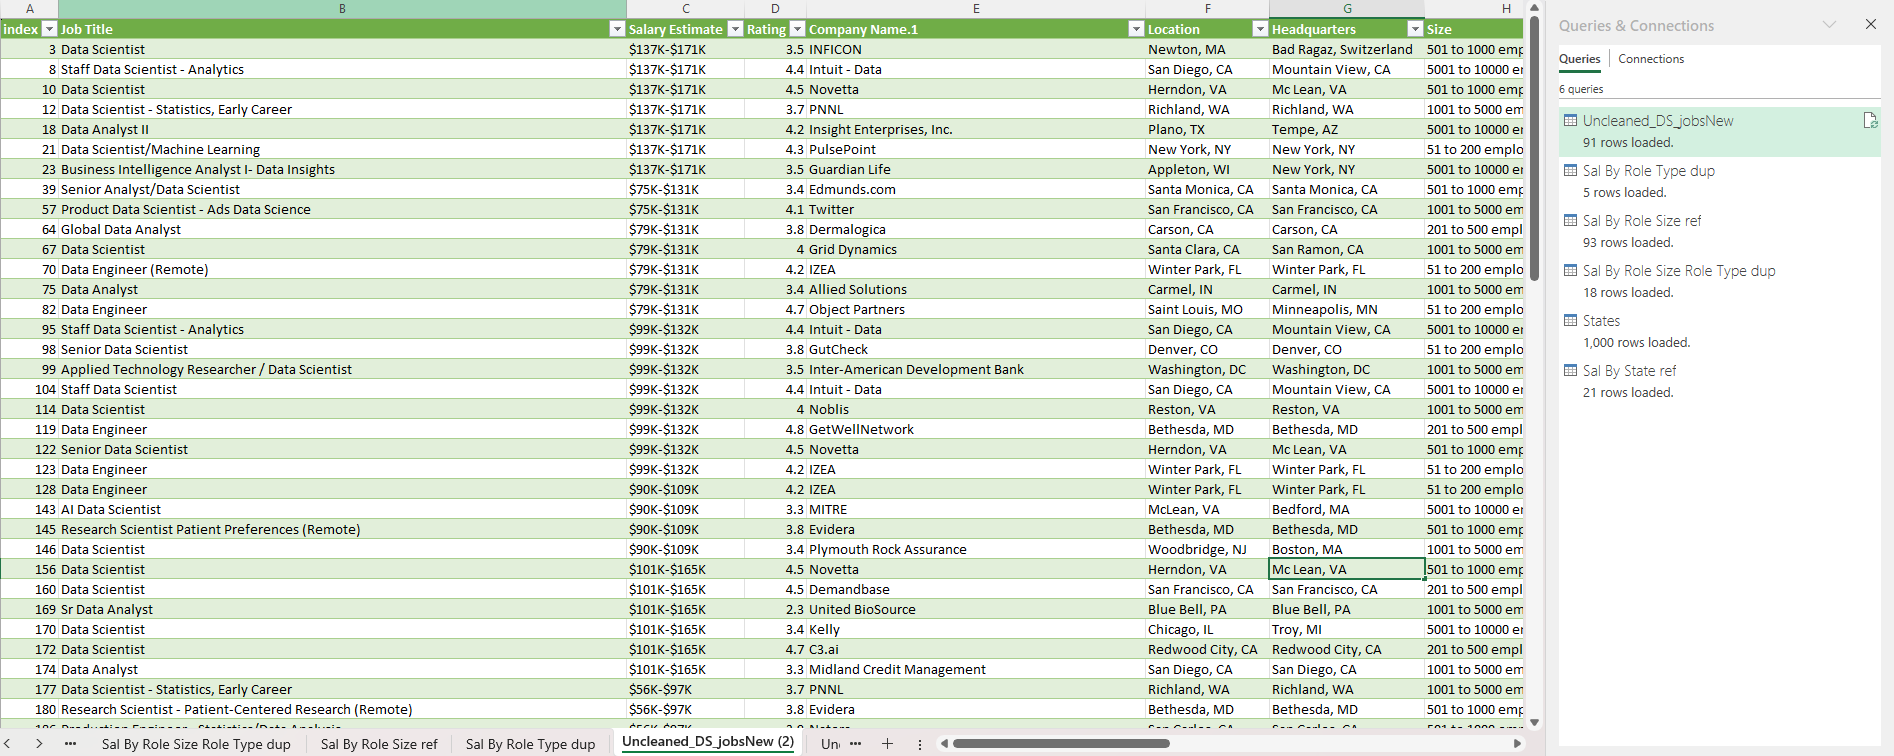 A B C D E F G H
index Job Title Salary Estimate Rating Company Name.1 Location Headquarters Size
3 Data Scientist $137K-$171K 3.5 INFICON Newton, MA Bad Ragaz, Switzerland 501 to 1000 emp
8 Staff Data Scientist - Analytics $137K-$171K 4.4 Intuit - Data San Diego, CA Mountain View, CA 5001 to 10000 er
10 Data Scientist $137K-$171K 4.5 Novetta Herndon, VA Mc Lean, VA 501 to 1000 emp
12 Data Scientist - Statistics, Early Career $137K-$171K 3.7 PNNL Richland, WA Richland, WA 1001 to 5000 em
18 Data Analyst II $137K-$171K 4.2 Insight Enterprises, Inc. Plano, TX Tempe, AZ 5001 to 10000 er
21 Data Scientist/Machine Learning $137K-$171K 4.3 PulsePoint New York, NY New York, NY 51 to 200 emplo
23 Business Intelligence Analyst I- Data Insights $137K-$171K 3.5 Guardian Life Appleton, WI New York, NY 5001 to 10000 er
39 Senior Analyst/Data Scientist $75K-$131K 3.4 Edmunds.com Santa Monica, CA Santa Monica, CA 501 to 1000 emp
57 Product Data Scientist - Ads Data Science $75K-$131K 4.1 Twitter San Francisco, CA San Francisco, CA 1001 to 5000 em
64 Global Data Analyst $79K-$131K 3.8 Dermalogica Carson, CA Carson, CA 201 to 500 empl
67 Data Scientist $79K-$131K 4 Grid Dynamics Santa Clara, CA San Ramon, CA 1001 to 5000 em
70 Data Engineer (Remote) $79K-$131K 4.2 IZEA Winter Park, FL Winter Park, FL 51 to 200 emplo
75 Data Analyst $79K-$131K 3.4 Allied Solutions Carmel, IN Carmel, IN 1001 to 5000 em
82 Data Engineer $79K-$131K 4.7 Object Partners Saint Louis, MO Minneapolis, MN 51 to 200 emplo
95 Staff Data Scientist - Analytics $99K-$132K 4.4 Intuit - Data San Diego, CA Mountain View, CA 5001 to 10000 er
98 Senior Data Scientist $99K-$132K 3.8 GutCheck Denver, CO Denver, CO 51 to 200 emplo
99 Applied Technology Researcher / Data Scientist $99K-$132K 3.5 Inter-American Development Bank Washington, DC Washington, DC 1001 to 5000 em
104 Staff Data Scientist $99K-$132K 4.4 Intuit - Data San Diego, CA Mountain View, CA 5001 to 10000 er
114 Data Scientist $99K-$132K 4 Noblis Reston, VA Reston, VA 1001 to 5000 em
119 Data Engineer $99K-$132K 4.8 GetWellNetwork Bethesda, MD Bethesda, MD 201 to 500 empl
122 Senior Data Scientist $99K-$132K 4.5 Novetta Herndon, VA Mc Lean, VA 501 to 1000 emp
123 Data Engineer $99K-$132K 4.2 IZEA Winter Park, FL Winter Park, FL 51 to 200 emplo
128 Data Engineer $90K-$109K 4.2 IZEA Winter Park, FL Winter Park, FL 51 to 200 emplo
143 AI Data Scientist $90K-$109K 3.3 MITRE McLean, VA Bedford, MA 5001 to 10000 er
145 Research Scientist Patient Preferences (Remote) $90K-$109K 3.8 Evidera Bethesda, MD Bethesda, MD 501 to 1000 emp
146 Data Scientist $90K-$109K 3.4 Plymouth Rock Assurance Woodbridge, NJ Boston, MA 1001 to 5000 em
156 Data Scientist $101K-$165K 4.5 Novetta Herndon, VA Mc Lean, VA 501 to 1000 emp
160 Data Scientist $101K-$165K 4.5 Demandbase San Francisco, CA San Francisco, CA 201 to 500 empl
169 Sr Data Analyst $101K-$165K 2.3 United BioSource Blue Bell, PA Blue Bell, PA 1001 to 5000 em
170 Data Scientist $101K-$165K 3.4 Kelly Chicago, IL Troy, MI 5001 to 10000 er
172 Data Scientist $101K-$165K 4.7 C3.ai Redwood City, CA Redwood City, CA 201 to 500 empl
174 Data Analyst $101K-$165K 3.3 Midland Credit Management San Diego, CA San Diego, CA 1001 to 5000 em
177 Data Scientist - Statistics, Early Career $56K-$97K 3.7 PNNL Richland, WA Richland, WA 1001 to 5000 em
180 Research Scientist - Patient-Centered Research (Remote) $56K-$97K 3.8 Evidera Bethesda, MD Bethesda, MD 501 to 1000 emp
Sal By Role Size Role Type dup Sal By Role Size ref Sal By Role Type dup Uncleaned_DS_jobsNew (2) Un
Queries & Connections
Queries Connections
6 queries
Uncleaned_DS_jobsNew
91 rows loaded.
Sal By Role Type dup
5 rows loaded.
Sal By Role Size ref
93 rows loaded.
Sal By Role Size Role Type dup
18 rows loaded.
States
1,000 rows loaded.
Sal By State ref
21 rows loaded.